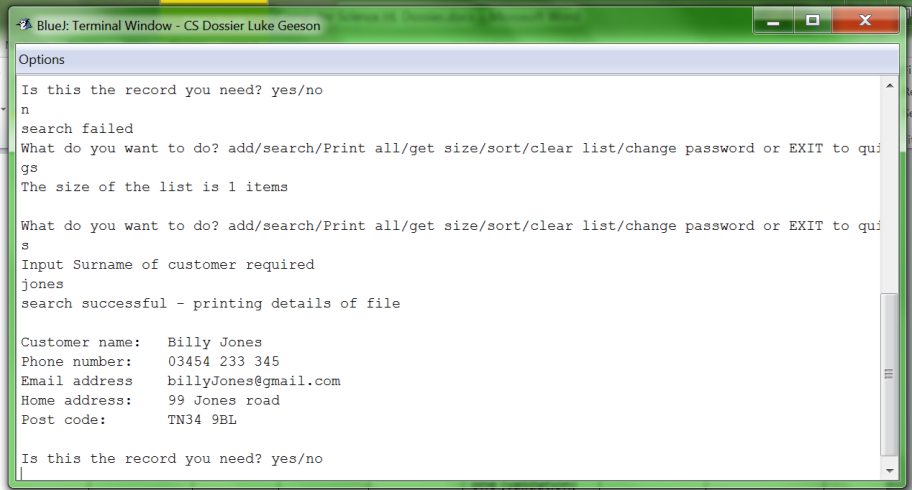 BlueJ: Terminal Window - CS Dossier Luke Geeson
Options
Is this the record you need? yes/no
n
search failed
What do you want to do? add/search/Print all/get size/sort/clear list/change password or EXIT to qui
gs
The size of the list is 1 items
What do you want to do? add/search/Print all/get size/sort/clear list/change password or EXIT to qui
s
Input Surname of customer required
jones
search successful - printing details of file
Customer name: Billy Jones
Phone number: 03454 233 345
Email address billyJones@gmail.com
Home address: 99 Jones road
Post code: TN34 9BL
Is this the record you need? yes/no